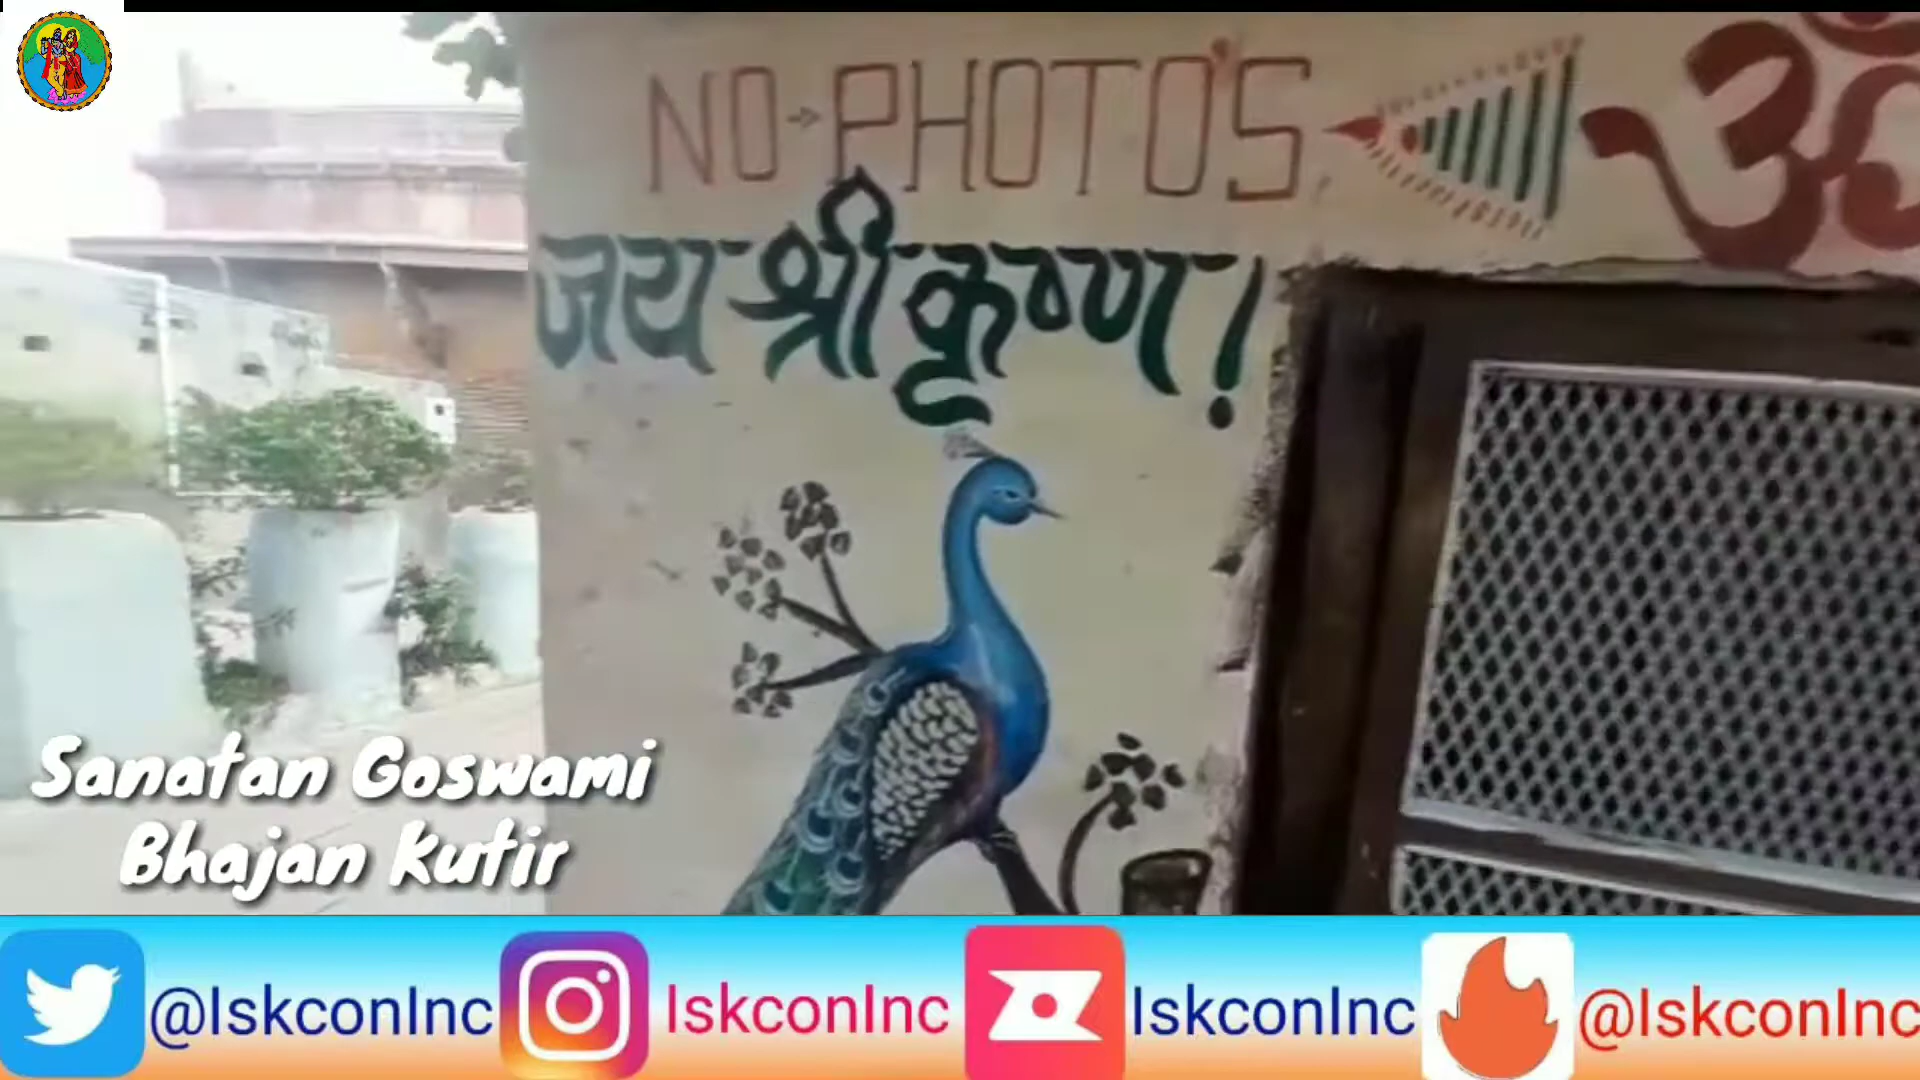 NO → PHOTO'S
ॐ
जय श्री कृष्ण!
Sanatan Goswami
Bhajan Kutir
@IskconInc
IskconInc
IskconInc
@IskconInc